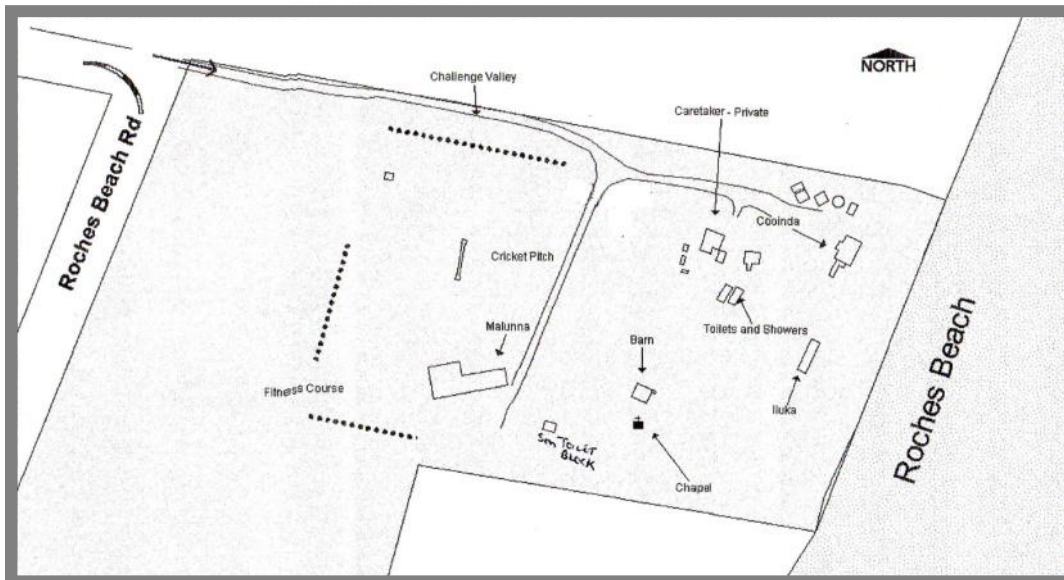 NORTH
Challenge Valley
Caretaker - Private
Roches Beach Rd
Cooinda
Cricket Pitch
Malunna
Toilets and Showers
Barn
Fitness Course
Iluka
Roches Beach
Sm TOILET
BLOCK
Chapel